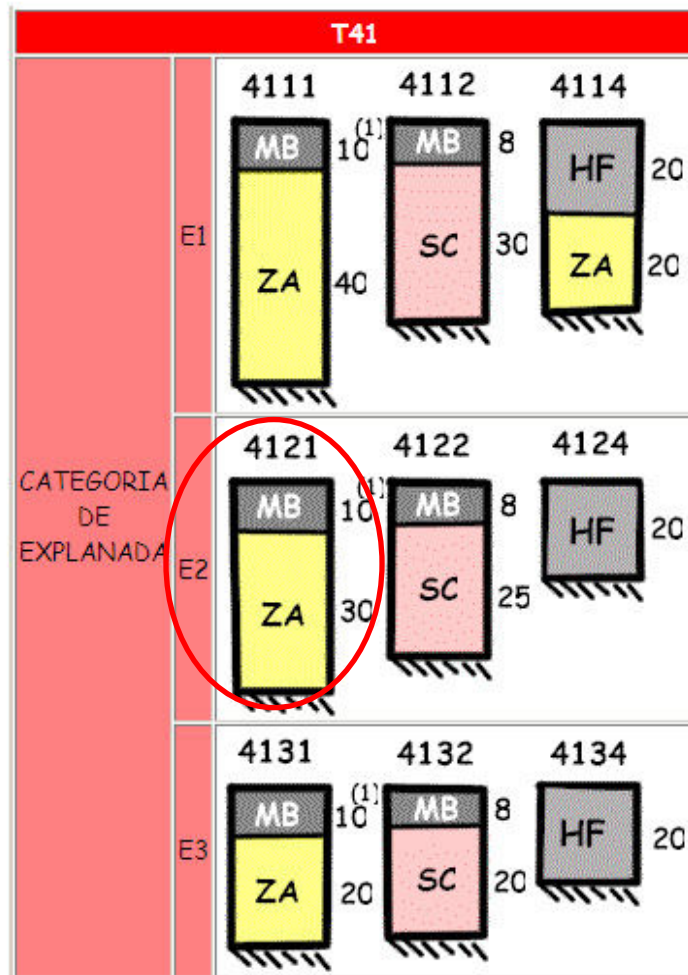 T41
CATEGORIA
DE
EXPLANADA
E1
4111 4112 4114
MB 10 (1) MB 8 HF 20
ZA 40 SC 30 ZA 20
E2
4121 4122 4124
MB 10 (1) MB 8 HF 20
ZA 30 SC 25
E3
4131 4132 4134
MB 10 (1) MB 8 HF 20
ZA 20 SC 20